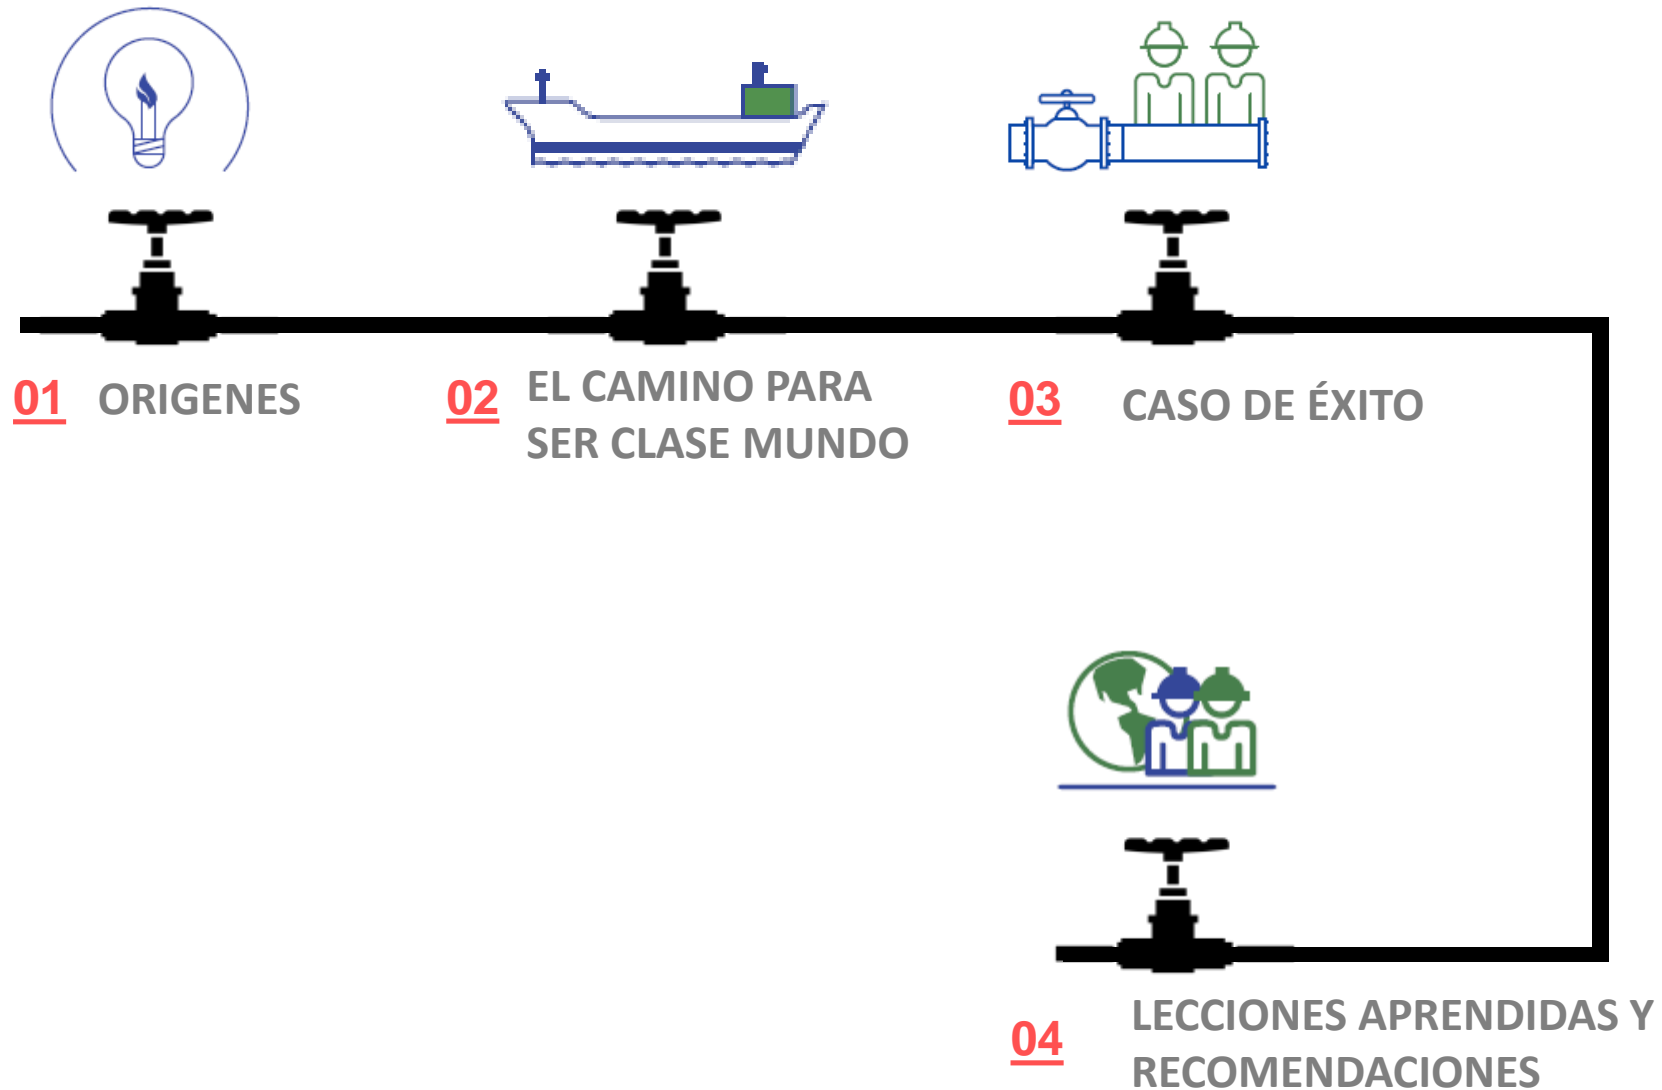 01 ORIGENES
02 EL CAMINO PARA
SER CLASE MUNDO
03 CASO DE ÉXITO
04 LECCIONES APRENDIDAS Y
RECOMENDACIONES